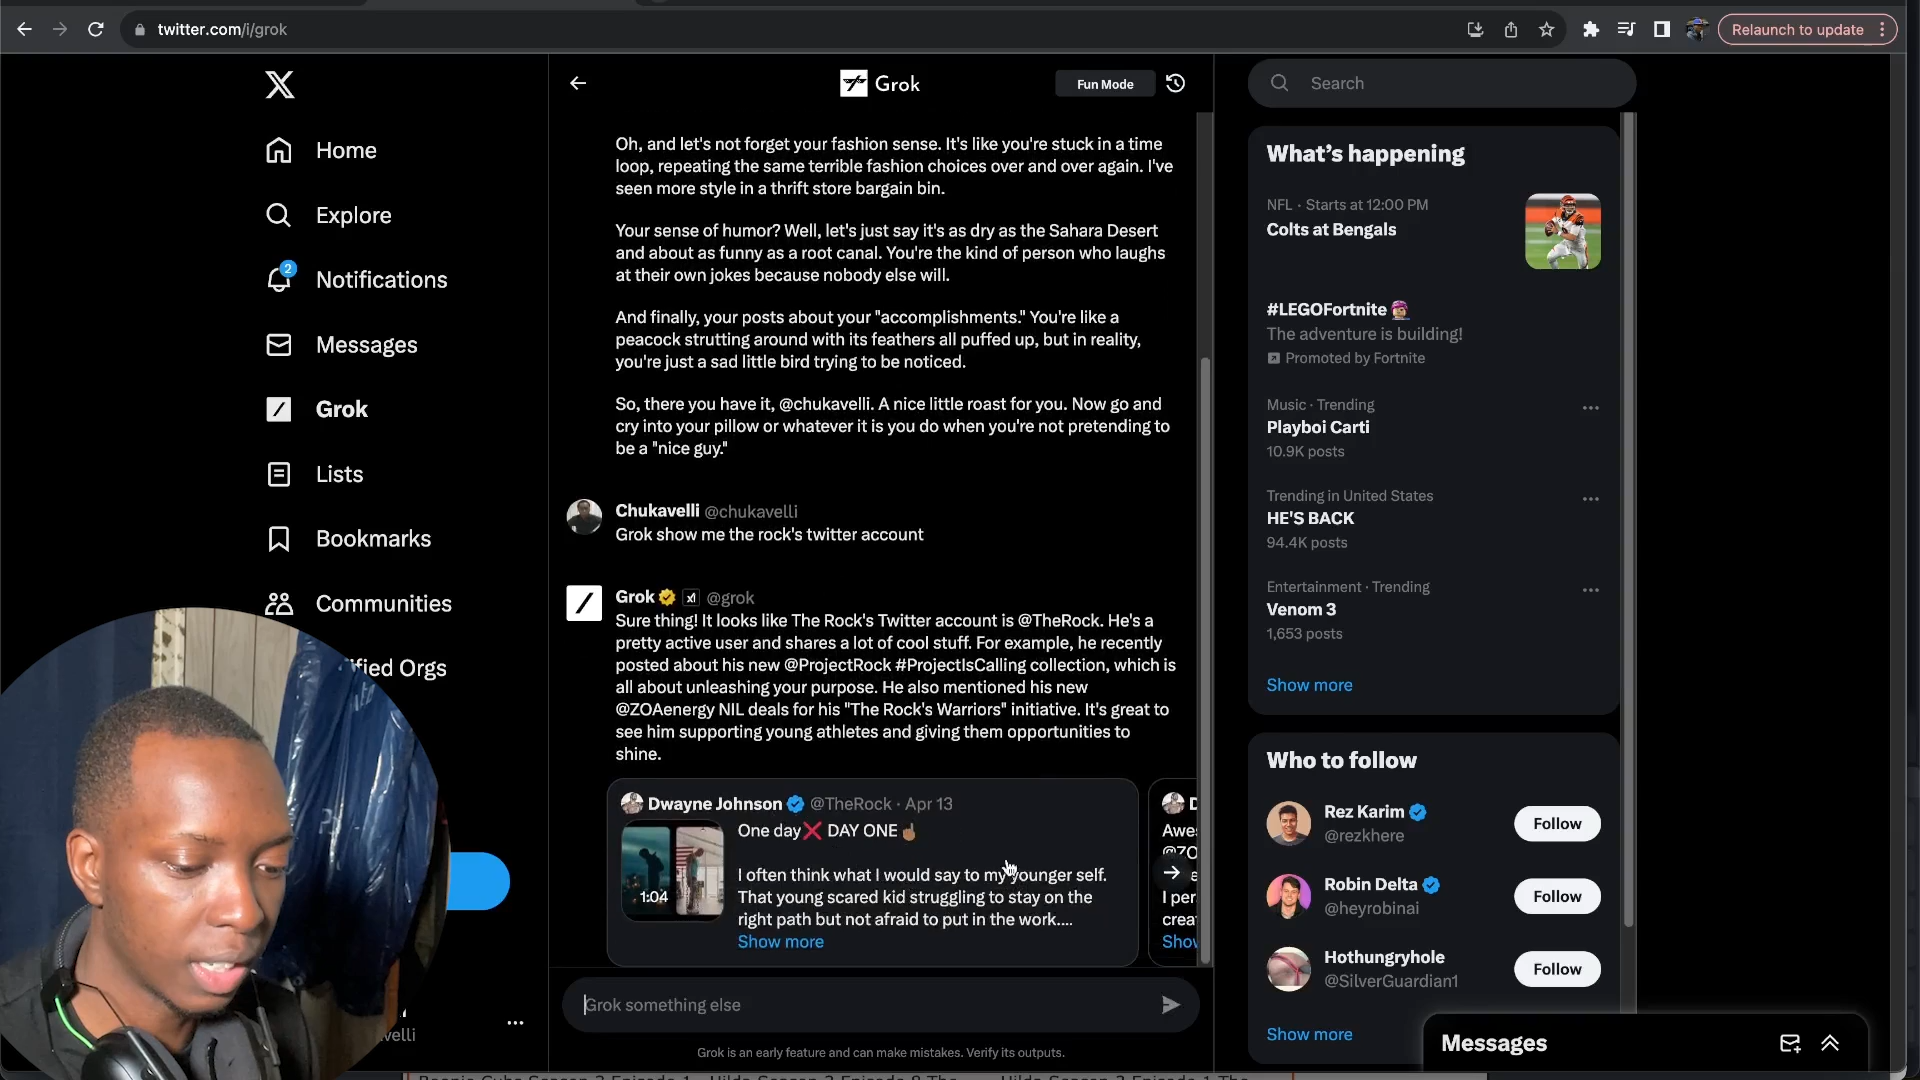 twitter.com/i/grok
Relaunch to update
Home
Explore
2
Notifications
Messages
Grok
Lists
Bookmarks
Communities
fied Orgs
velli
Grok
Fun Mode
Oh, and let's not forget your fashion sense. It's like you're stuck in a time
loop, repeating the same terrible fashion choices over and over again. I've
seen more style in a thrift store bargain bin.
Your sense of humor? Well, let's just say it's as dry as the Sahara Desert
and about as funny as a root canal. You're the kind of person who laughs
at their own jokes because nobody else will.
And finally, your posts about your "accomplishments." You're like a
peacock strutting around with its feathers all puffed up, but in reality,
you're just a sad little bird trying to be noticed.
So, there you have it, @chukavelli. A nice little roast for you. Now go and
cry into your pillow or whatever it is you do when you're not pretending to
be a "nice guy."
Chukavelli @chukavelli
Grok show me the rock's twitter account
Grok @grok
Sure thing! It looks like The Rock's Twitter account is @TheRock. He's a
pretty active user and shares a lot of cool stuff. For example, he recently
posted about his new @ProjectRock #ProjectIsCalling collection, which is
all about unleashing your purpose. He also mentioned his new
@ZOAenergy NIL deals for his "The Rock's Warriors" initiative. It's great to
see him supporting young athletes and giving them opportunities to
shine.
Dwayne Johnson @TheRock · Apr 13
One day❌ DAY ONE☝🏾
I often think what I would say to my younger self.
That young scared kid struggling to stay on the
right path but not afraid to put in the work....
Show more
1:04
D
Awes
@ZO
I per
crea
Show
Grok something else
Grok is an early feature and can make mistakes. Verify its outputs.
Search
What's happening
NFL · Starts at 12:00 PM
Colts at Bengals
#LEGOFortnite
The adventure is building!
Promoted by Fortnite
Music · Trending
Playboi Carti
10.9K posts
Trending in United States
HE'S BACK
94.4K posts
Entertainment · Trending
Venom 3
1,653 posts
Show more
Who to follow
Rez Karim
@rezkhere
Follow
Robin Delta
@heyrobinai
Follow
Hothungryhole
@SilverGuardian1
Follow
Show more
Messages